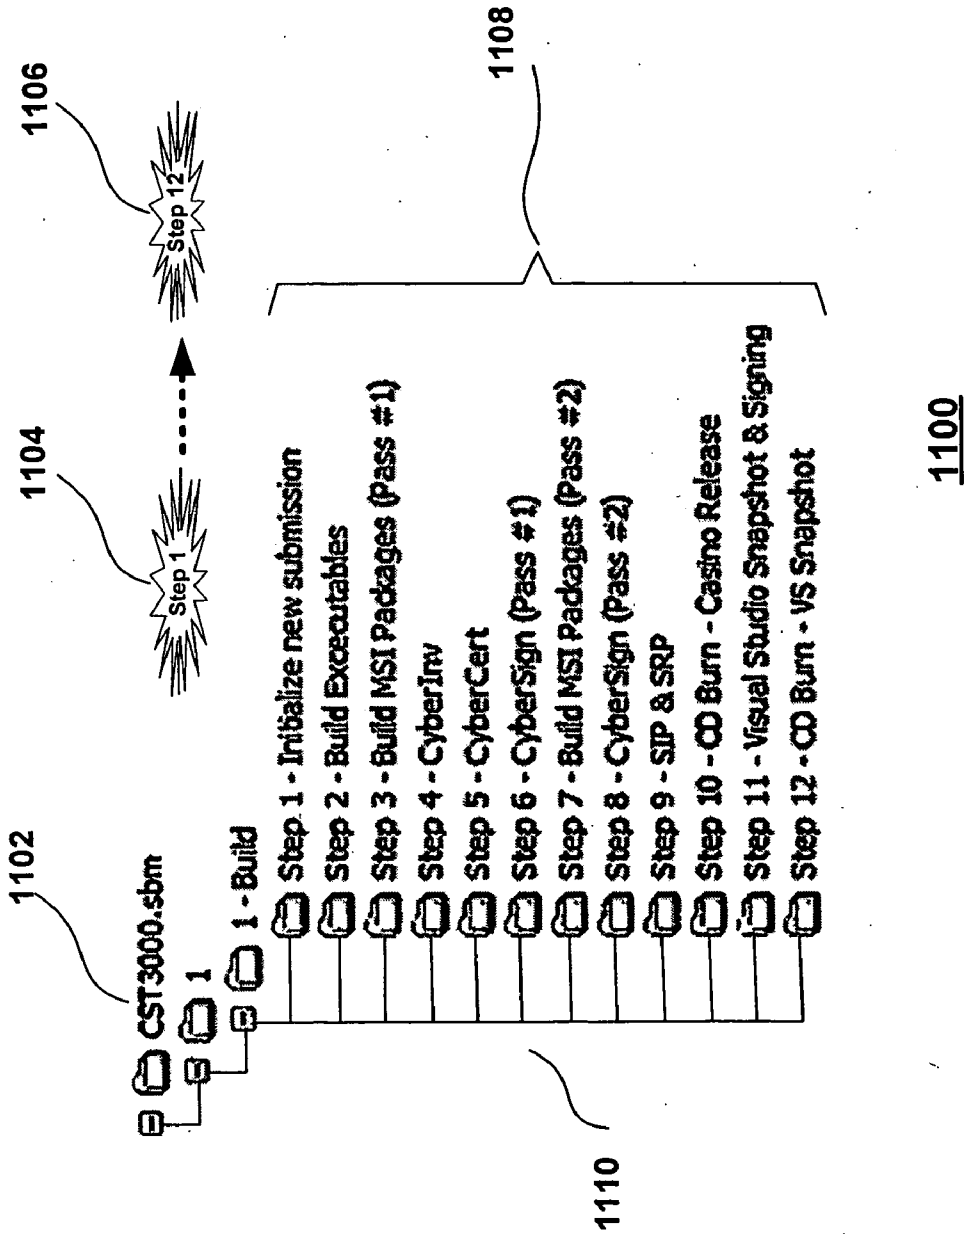 1102
CST3000.sbm
1
1 - Build
1104
Step 1
1106
Step 12
Step 1 - Initialize new submission
Step 2 - Build Excecutables
Step 3 - Build MSI Packages (Pass #1)
Step 4 - CyberInv
Step 5 - CyberCert
Step 6 - CyberSign (Pass #1)
Step 7 - Build MSI Packages (Pass #2)
Step 8 - CyberSign (Pass #2)
Step 9 - SIP & SRP
Step 10 - CD Burn - Casino Release
Step 11 - Visual Studio Snapshot & Signing
Step 12 - CD Burn - VS Snapshot
1108
1110
1100